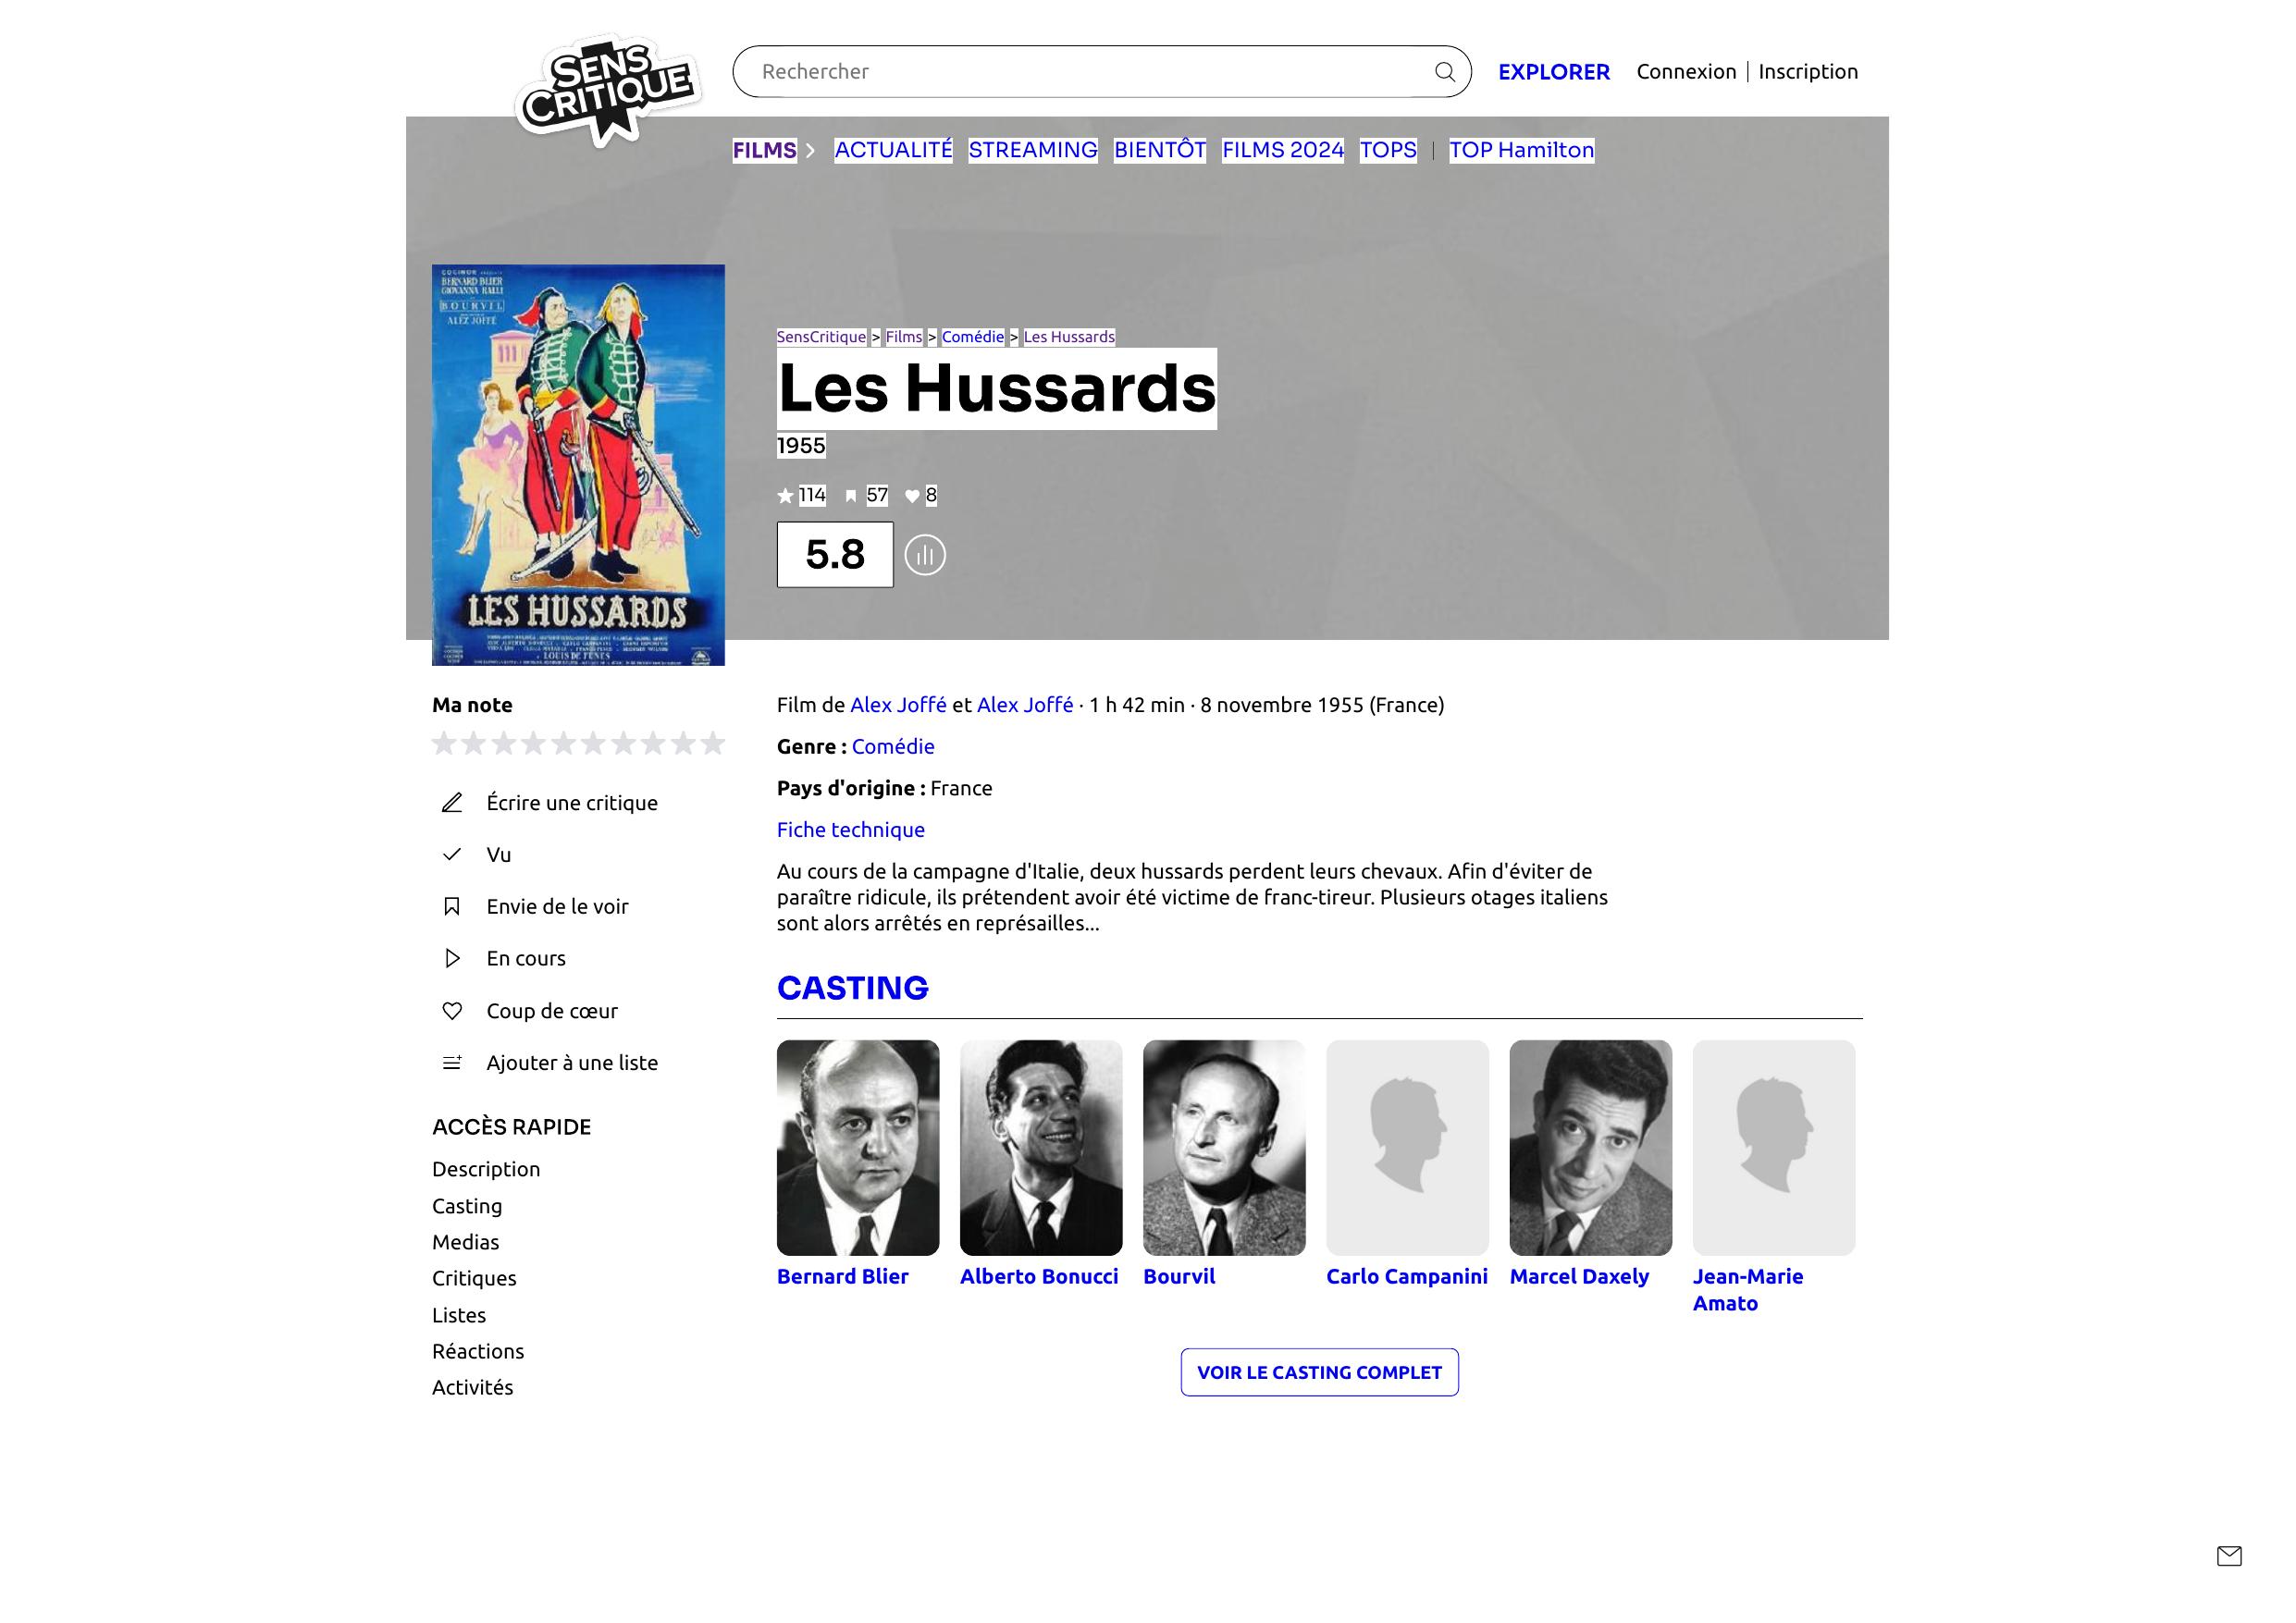 SENS
CRITIQUE
Rechercher
EXPLORER
Connexion
Inscription
FILMS
ACTUALITÉ
STREAMING
BIENTÔT
FILMS 2024
TOPS
TOP Hamilton
BERNARD BLIER
GIOVANNA RALLI
BOURVIL
ALEX JOFFÉ
LES HUSSARDS
LOUIS DE FUNÈS
SensCritique > Films > Comédie > Les Hussards
Les Hussards
1955
114 57 8
5.8
Ma note
Écrire une critique
Vu
Envie de le voir
En cours
Coup de cœur
Ajouter à une liste
ACCÈS RAPIDE
Description
Casting
Medias
Critiques
Listes
Réactions
Activités
Film de Alex Joffé et Alex Joffé · 1 h 42 min · 8 novembre 1955 (France)
Genre : Comédie
Pays d'origine : France
Fiche technique
Au cours de la campagne d'Italie, deux hussards perdent leurs chevaux. Afin d'éviter de
paraître ridicule, ils prétendent avoir été victime de franc-tireur. Plusieurs otages italiens
sont alors arrêtés en représailles...
CASTING
Bernard Blier
Alberto Bonucci
Bourvil
Carlo Campanini
Marcel Daxely
Jean-Marie
Amato
VOIR LE CASTING COMPLET